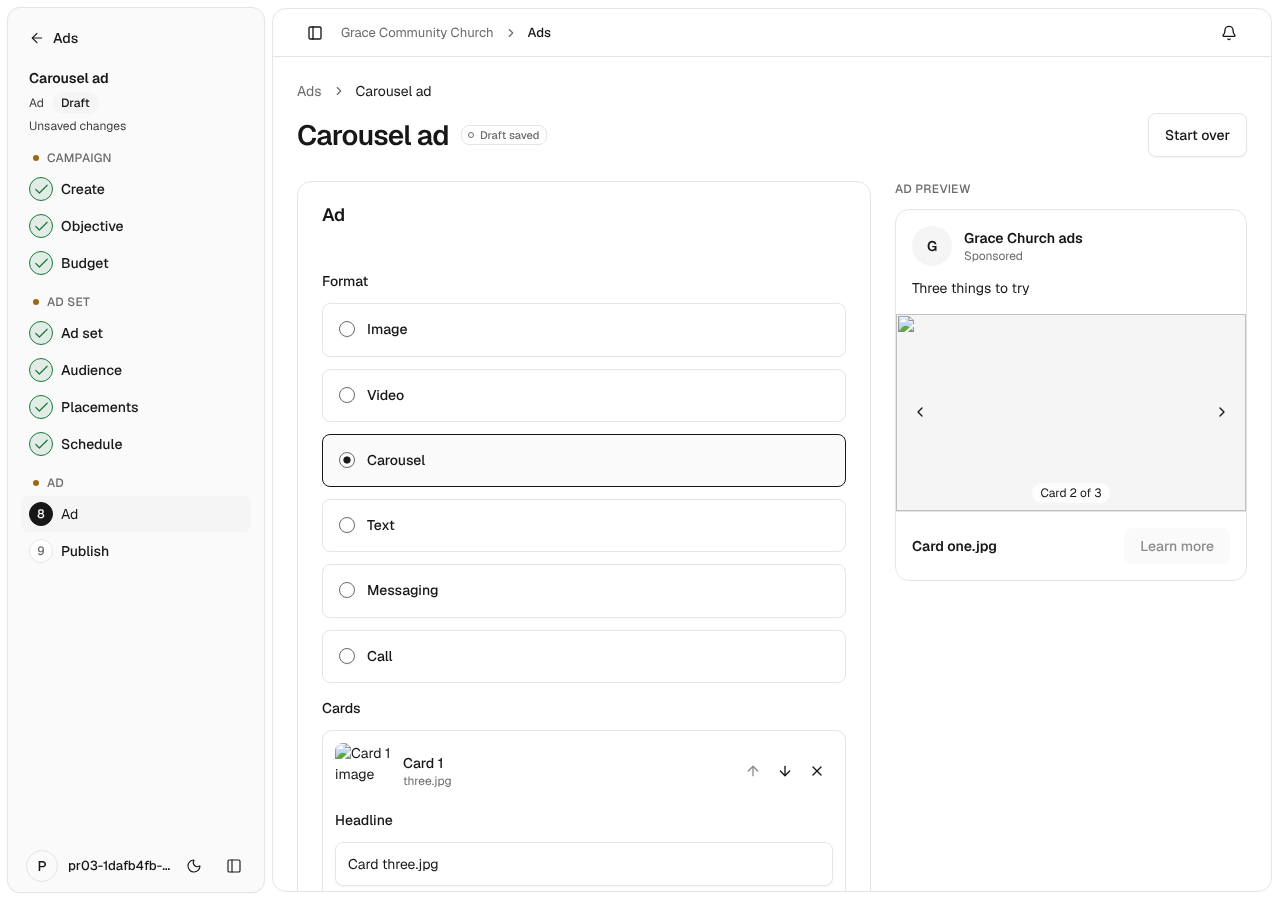 Ads
Carousel ad
Ad Draft
Unsaved changes
CAMPAIGN
Create
Objective
Budget
AD SET
Ad set
Audience
Placements
Schedule
AD
8 Ad
9 Publish
P pr03-1dafb4fb-...
Grace Community Church Ads
Ads Carousel ad
Carousel ad Draft saved
Start over
Ad
Format
Image
Video
Carousel
Text
Messaging
Call
Cards
Card 1 image
Card 1
three.jpg
Headline
Card three.jpg
AD PREVIEW
G
Grace Church ads
Sponsored
Three things to try
Card 2 of 3
Card one.jpg
Learn more